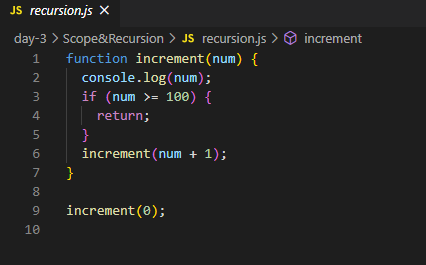 JS recursion.js ×
day-3 > Scope&Recursion > JS recursion.js > increment
1 function increment(num) {
2   console.log(num);
3   if (num >= 100) {
4     return;
5   }
6   increment(num + 1);
7 }
8
9 increment(0);
10